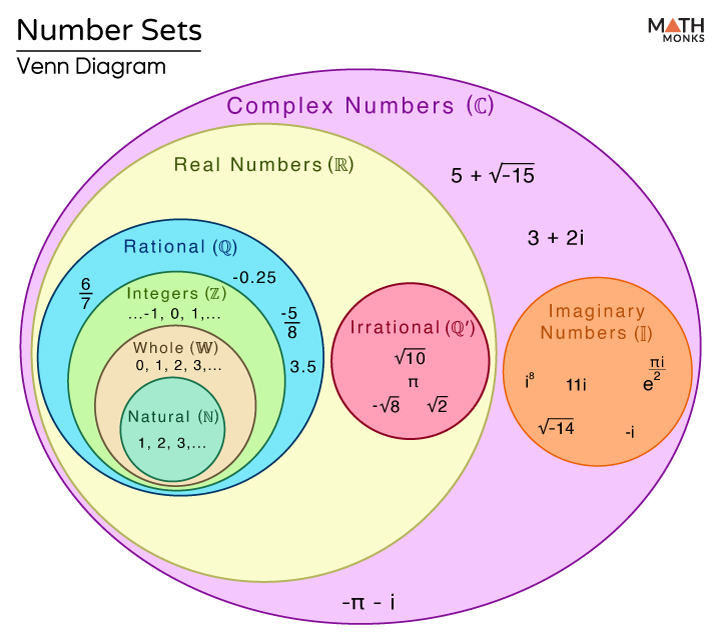 Number Sets
Venn Diagram
MATH
MONKS
Complex Numbers (ℂ)
Real Numbers (ℝ)
5 + √-15
3 + 2i
Rational (ℚ)
6/7
-0.25
-5/8
3.5
Integers (ℤ)
...-1, 0, 1,...
Whole (𝕎)
0, 1, 2, 3,...
Natural (ℕ)
1, 2, 3,...
Irrational (ℚ′)
√10
π
-√8 √2
Imaginary
Numbers (𝕀)
i⁸ 11i e^(πi/2)
√-14 -i
-π - i